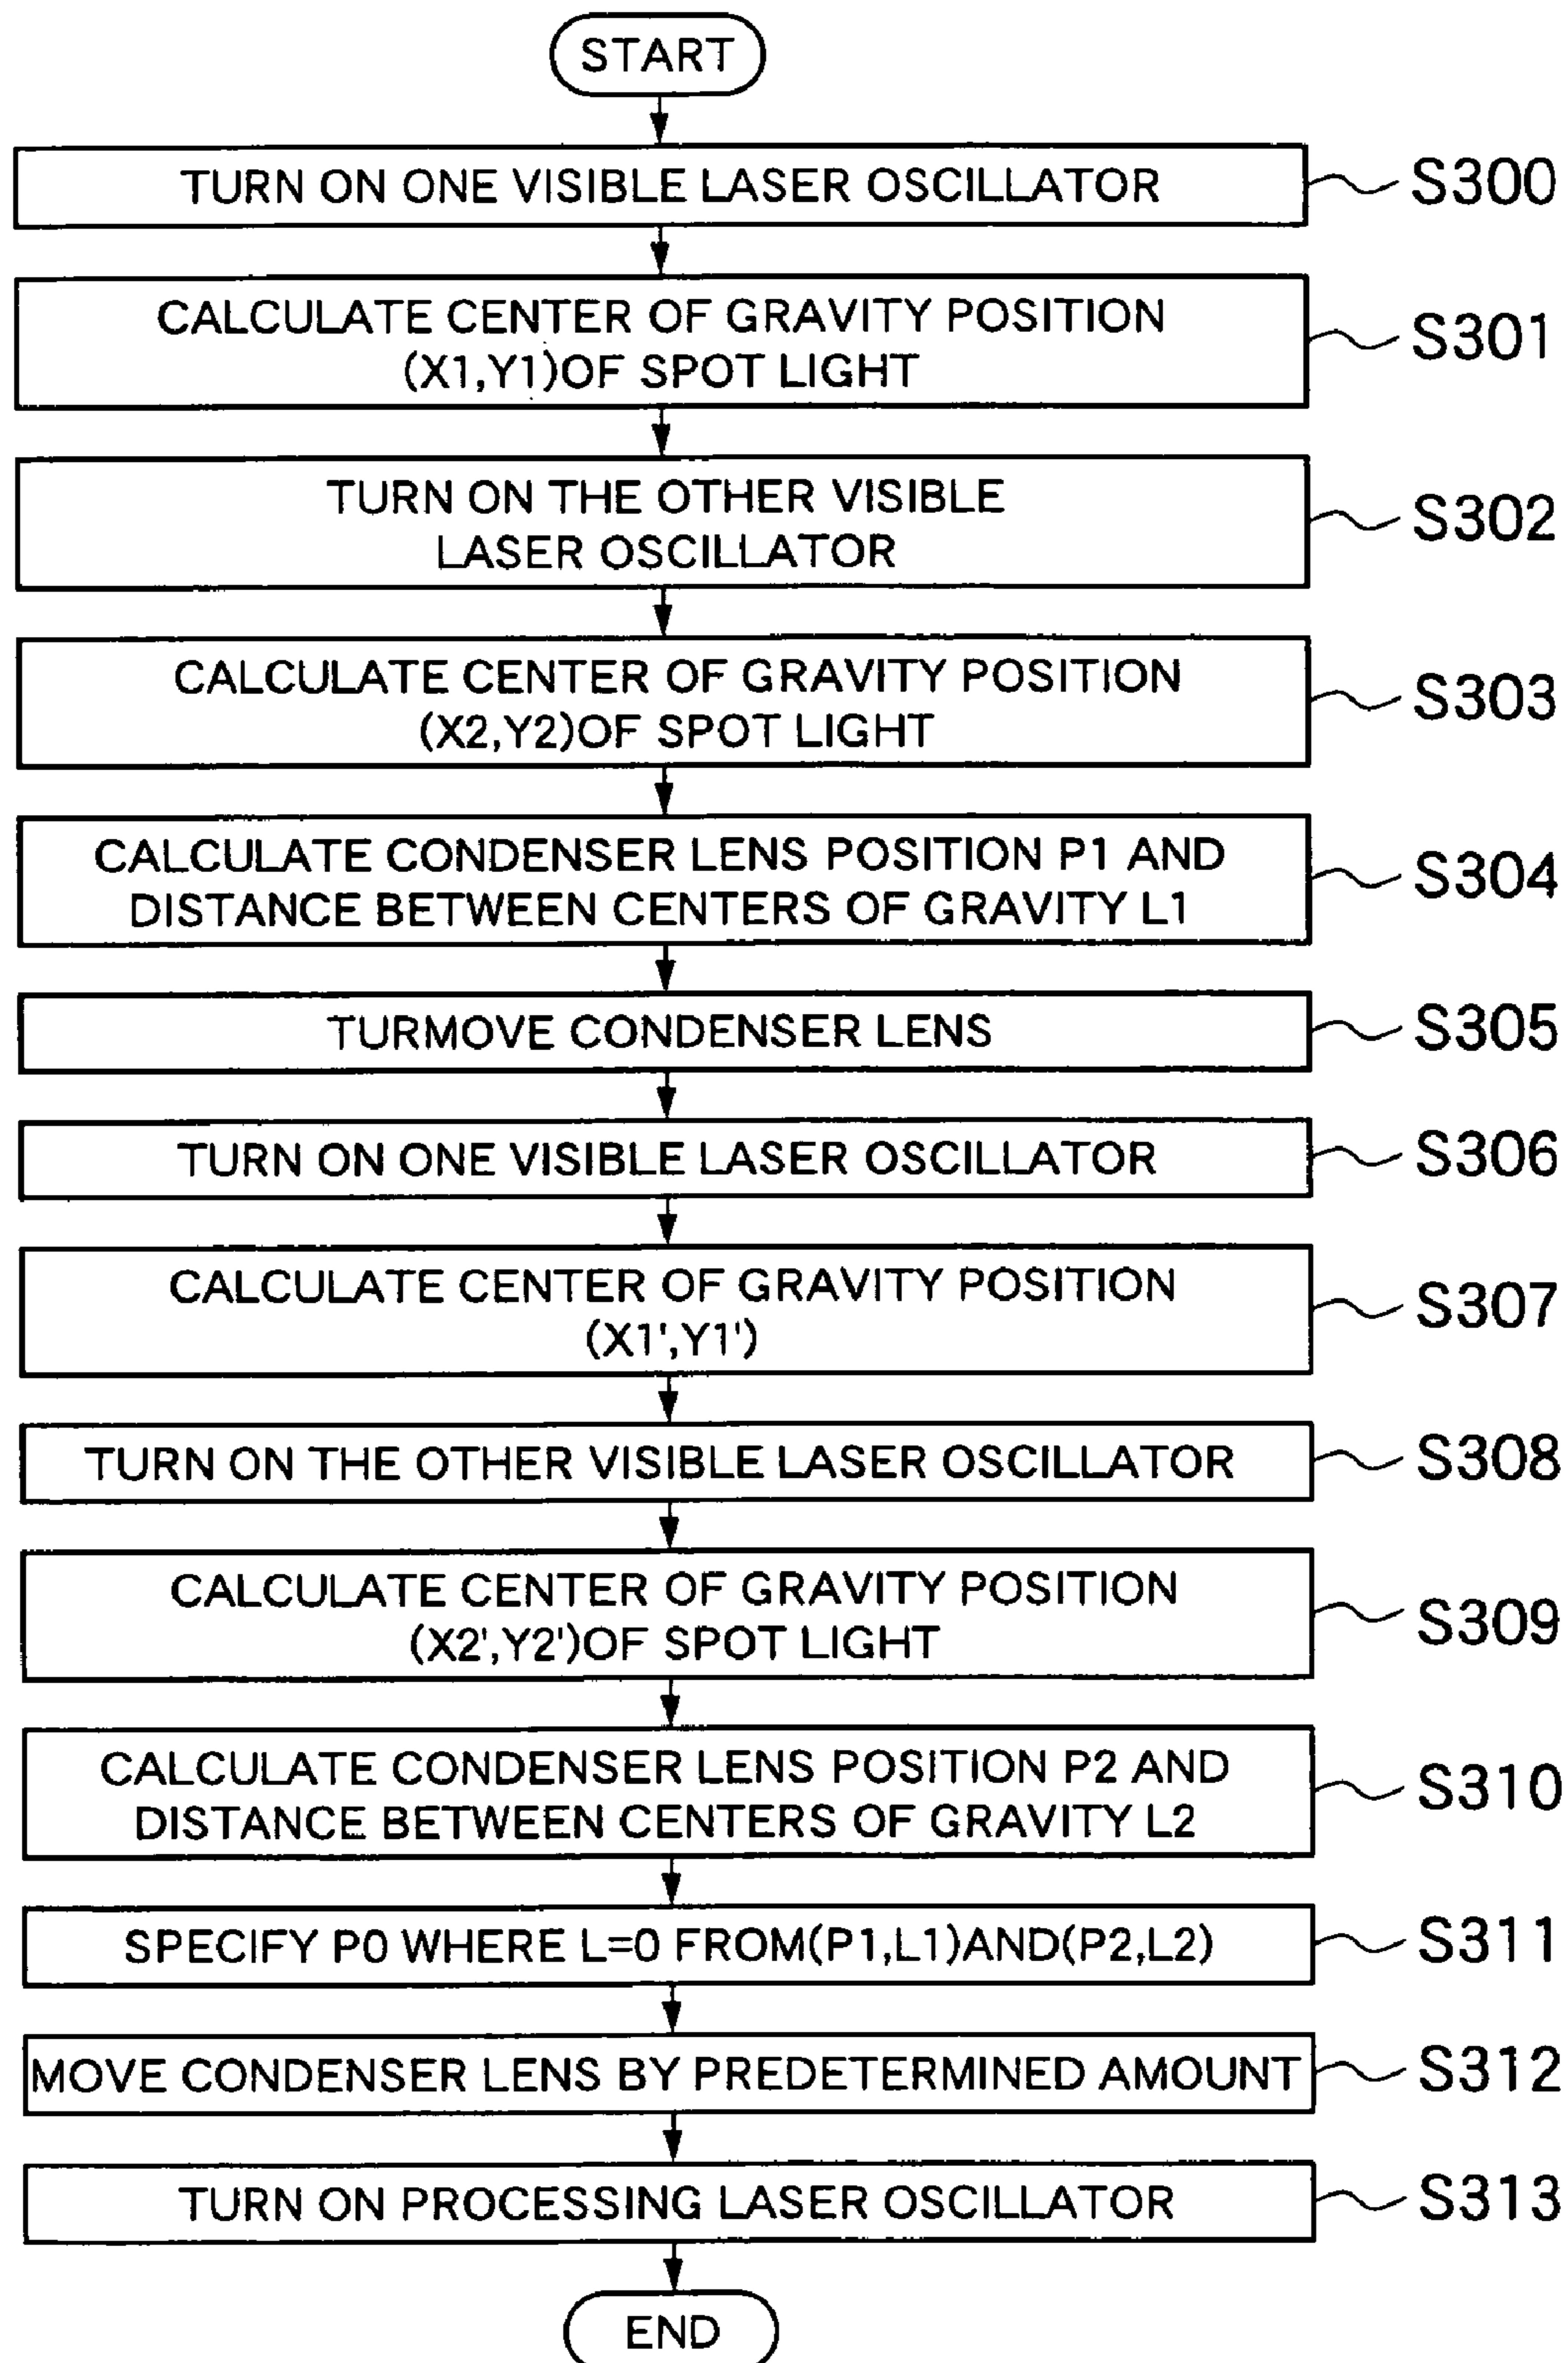 START
TURN ON ONE VISIBLE LASER OSCILLATOR
S300
CALCULATE CENTER OF GRAVITY POSITION
(X1,Y1)OF SPOT LIGHT
S301
TURN ON THE OTHER VISIBLE
LASER OSCILLATOR
S302
CALCULATE CENTER OF GRAVITY POSITION
(X2,Y2)OF SPOT LIGHT
S303
CALCULATE CONDENSER LENS POSITION P1 AND
DISTANCE BETWEEN CENTERS OF GRAVITY L1
S304
TURMOVE CONDENSER LENS
S305
TURN ON ONE VISIBLE LASER OSCILLATOR
S306
CALCULATE CENTER OF GRAVITY POSITION
(X1',Y1')
S307
TURN ON THE OTHER VISIBLE LASER OSCILLATOR
S308
CALCULATE CENTER OF GRAVITY POSITION
(X2',Y2')OF SPOT LIGHT
S309
CALCULATE CONDENSER LENS POSITION P2 AND
DISTANCE BETWEEN CENTERS OF GRAVITY L2
S310
SPECIFY P0 WHERE L=0 FROM(P1,L1)AND(P2,L2)
S311
MOVE CONDENSER LENS BY PREDETERMINED AMOUNT
S312
TURN ON PROCESSING LASER OSCILLATOR
S313
END